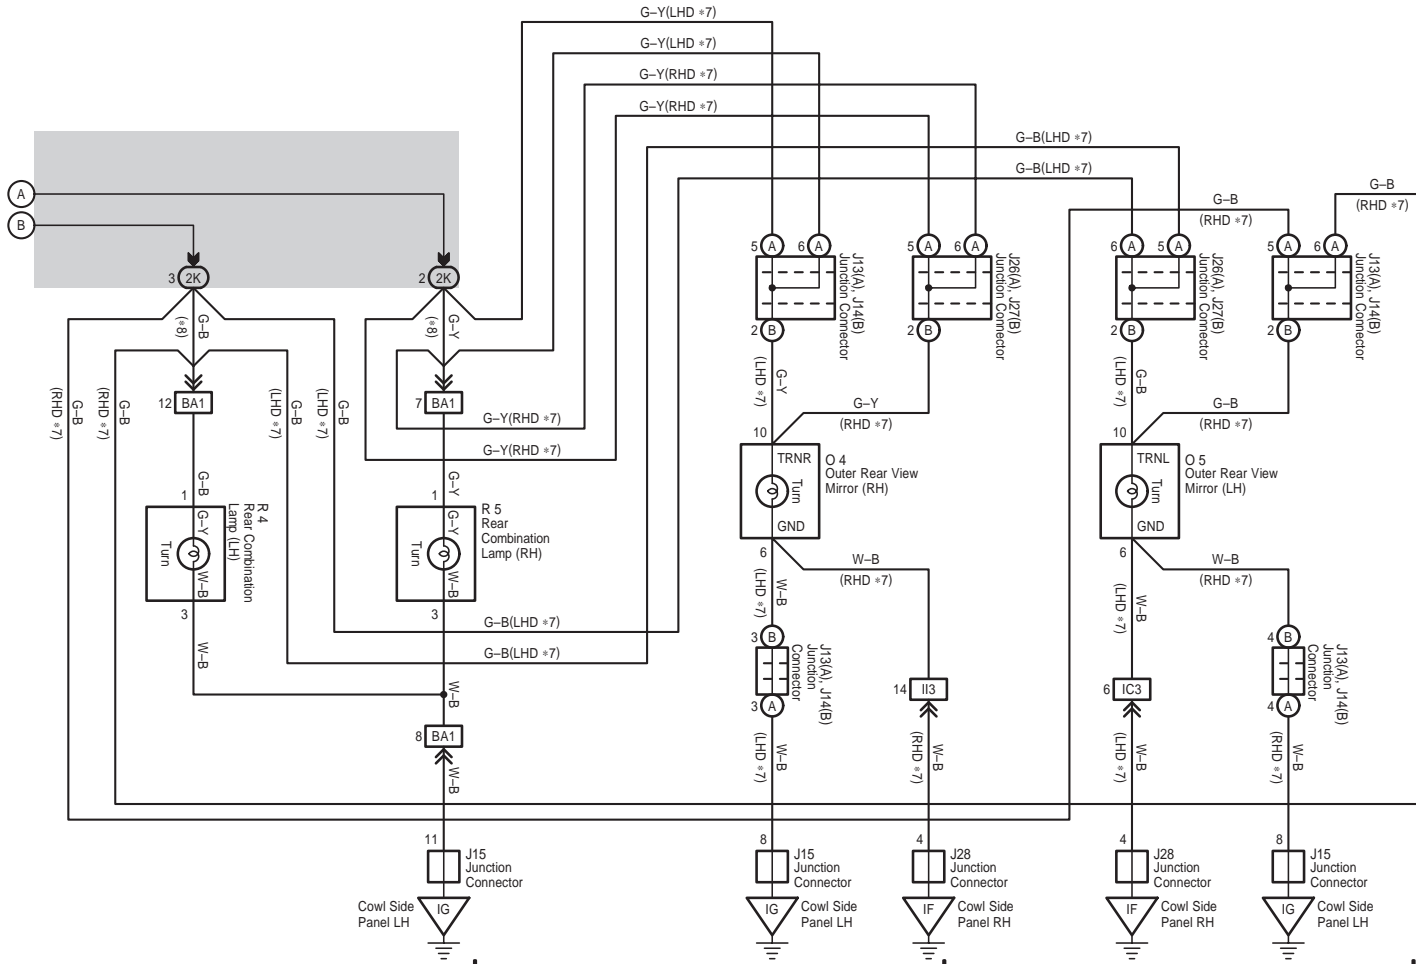 G–Y(LHD *7)
G–Y(LHD *7)
G–Y(RHD *7)
G–Y(RHD *7)
G–B(LHD *7)
G–B(LHD *7)
G–B
(RHD *7)
G–B
(RHD *7)
A
B
3 2K
2 2K
5 A 6 A
J13(A), J14(B)
Junction Connector
2 B
5 A 6 A
J26(A), J27(B)
Junction Connector
2 B
6 A 5 A
J26(A), J27(B)
Junction Connector
2 B
5 A 6 A
J13(A), J14(B)
Junction Connector
2 B
G–B
(*8)
G–Y
(*8)
G–B
(RHD *7)
G–B
(RHD *7)
12 BA1
G–B
(LHD *7)
G–B
(LHD *7)
7 BA1
G–Y(RHD *7)
G–Y(RHD *7)
G–Y
(LHD *7)
G–Y
(RHD *7)
G–B
(LHD *7)
G–B
(RHD *7)
G–B
1
G–Y
Turn
W–B
3
R 4
Rear Combination
Lamp (LH)
W–B
G–Y
1
G–Y
Turn
W–B
3
R 5
Rear
Combination
Lamp (RH)
G–B(LHD *7)
G–B(LHD *7)
W–B
8 BA1
W–B
10
TRNR
Turn
GND
6
O 4
Outer Rear View
Mirror (RH)
W–B
(LHD *7)
W–B
(RHD *7)
10
TRNL
Turn
GND
6
O 5
Outer Rear View
Mirror (LH)
W–B
(LHD *7)
W–B
(RHD *7)
3 B
J13(A), J14(B)
Junction
Connector
3 A
14 II3
6 IC3
4 B
J13(A), J14(B)
Junction
Connector
4 A
W–B
(LHD *7)
W–B
(RHD *7)
W–B
(LHD *7)
W–B
(RHD *7)
11
J15
Junction
Connector
Cowl Side
Panel LH
IG
8
J15
Junction
Connector
IG
Cowl Side
Panel LH
4
J28
Junction
Connector
IF
Cowl Side
Panel RH
4
J28
Junction
Connector
IF
Cowl Side
Panel RH
8
J15
Junction
Connector
IG
Cowl Side
Panel LH